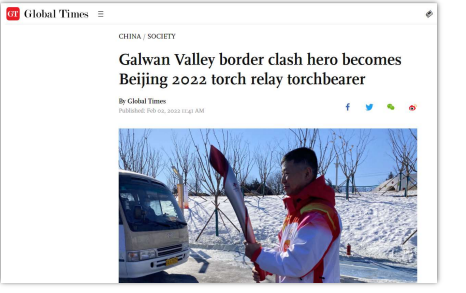 GT Global Times
CHINA / SOCIETY
Galwan Valley border clash hero becomes
Beijing 2022 torch relay torchbearer
By Global Times
Published: Feb 02, 2022 11:41 AM